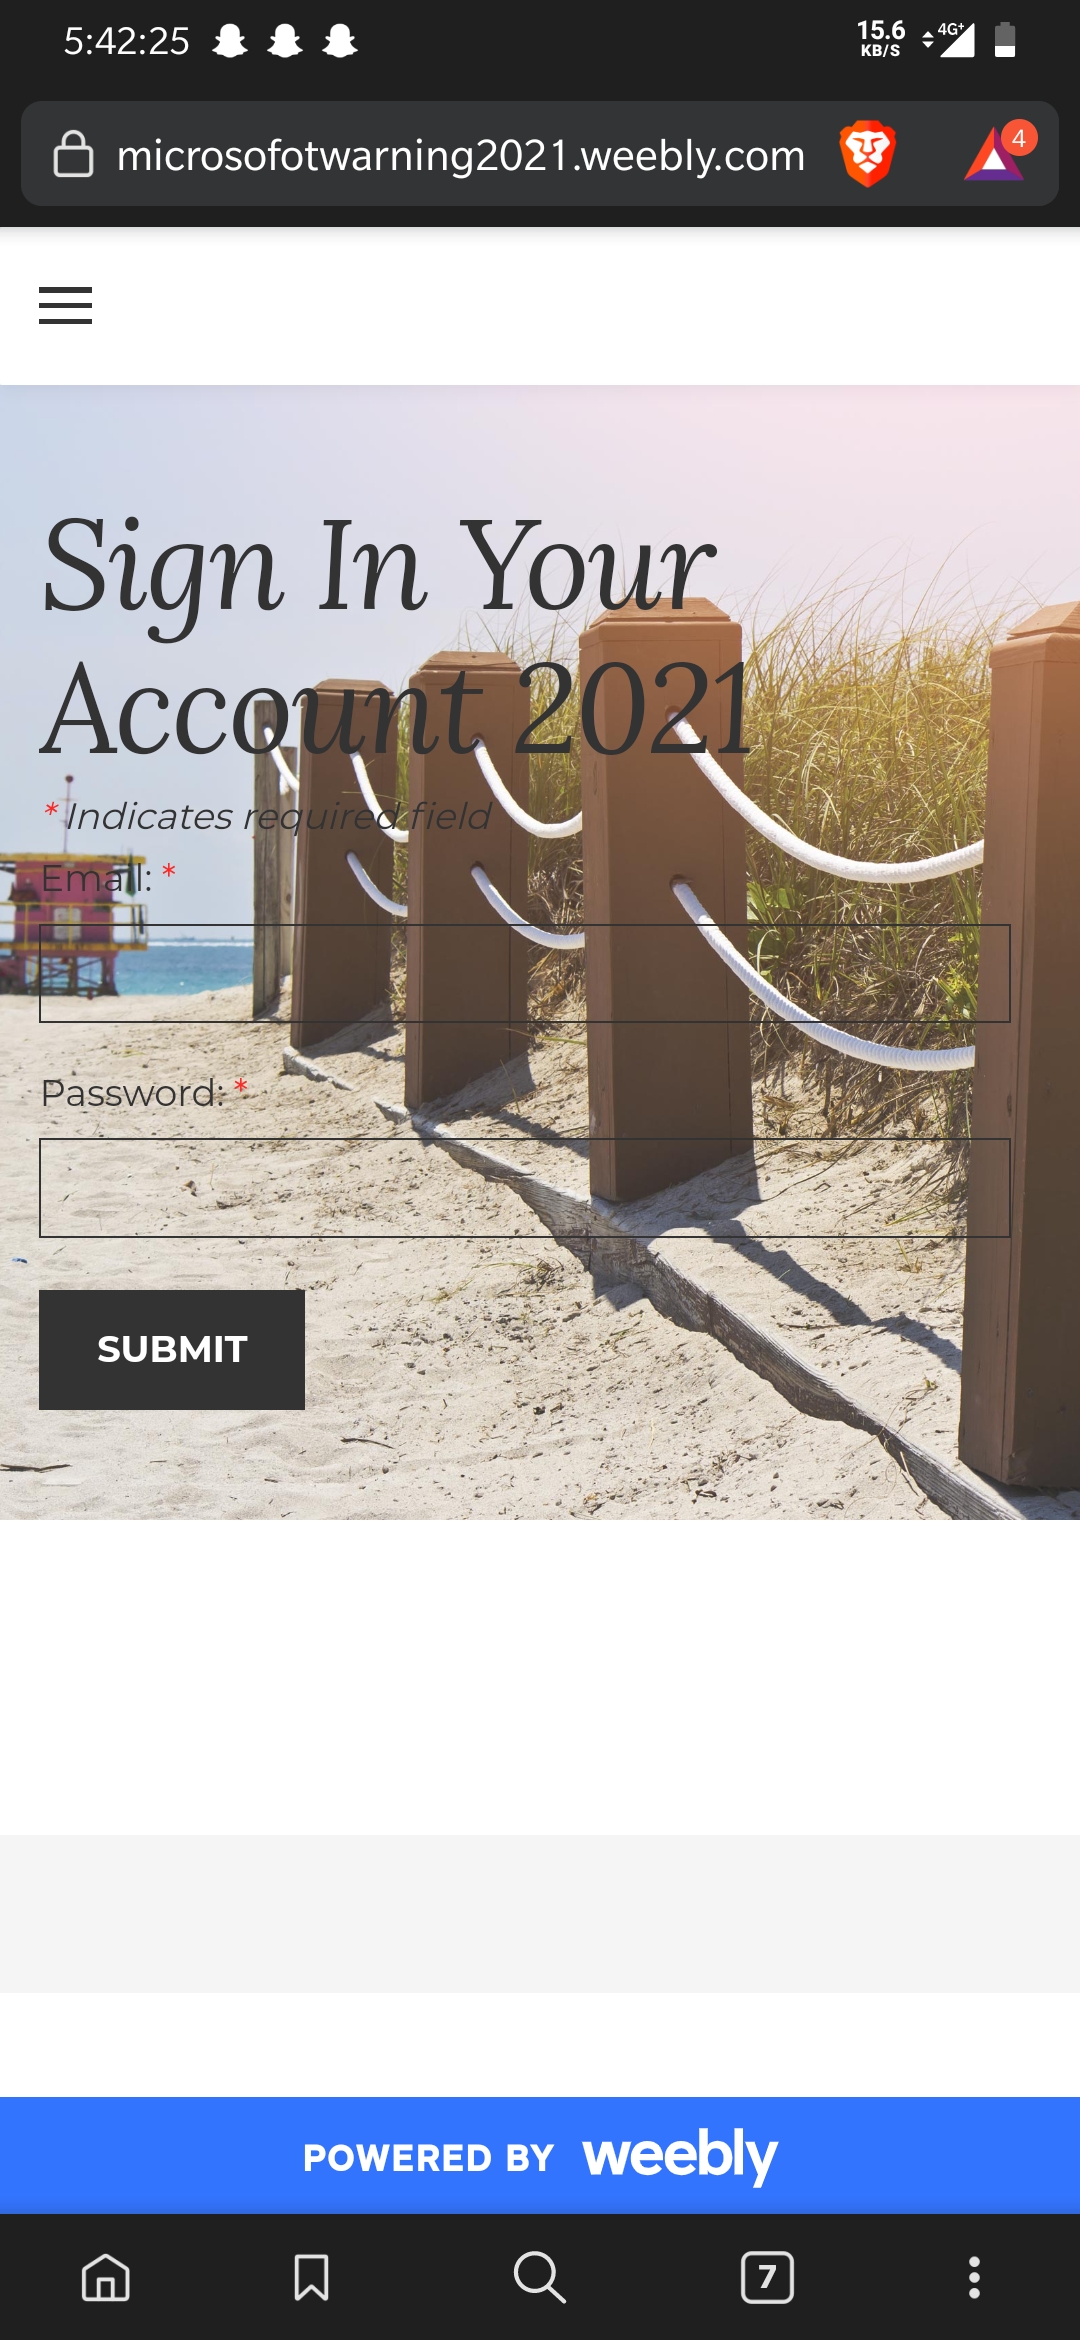 5:42:25
15.6
KB/S
4G+
microsofotwarning2021.weebly.com
4
Sign In Your
Account 2021
* Indicates required field
Email: *
Password: *
SUBMIT
POWERED BY weebly
7